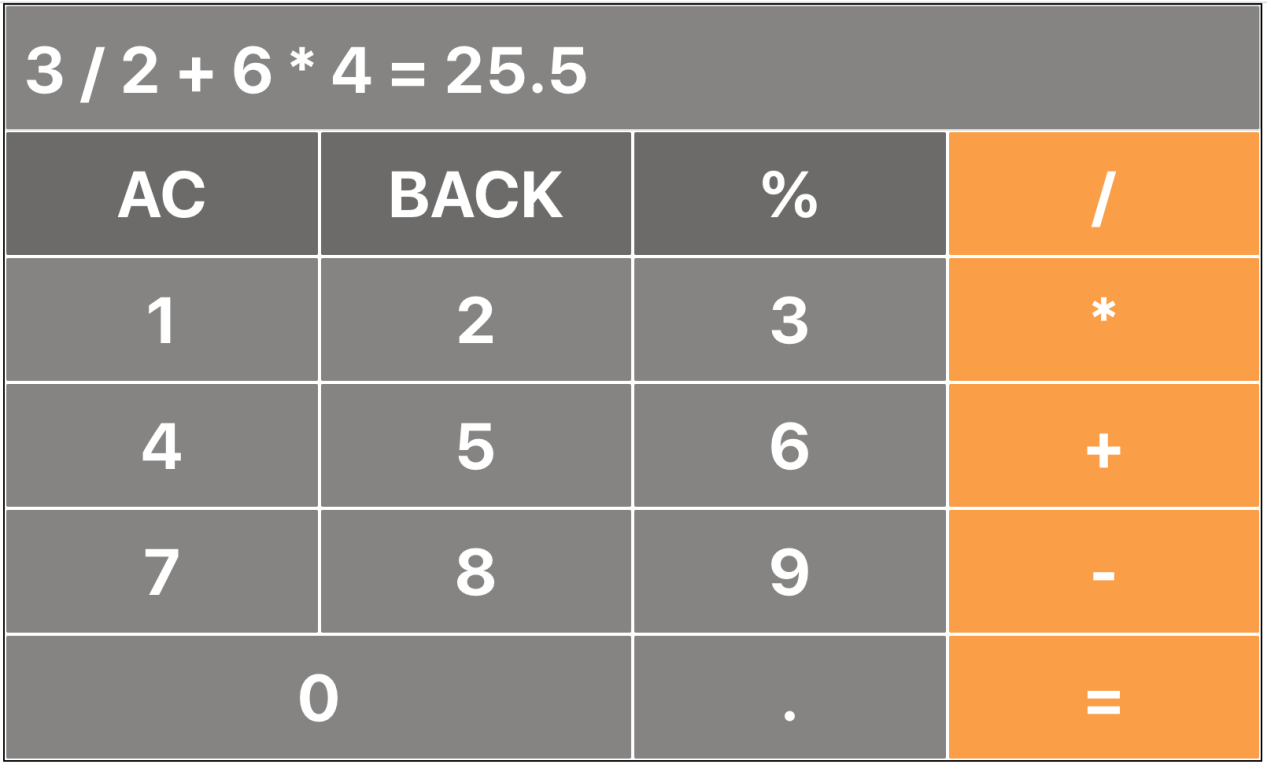 3 / 2 + 6 * 4 = 25.5
AC BACK % /
1 2 3 *
4 5 6 +
7 8 9 -
0 . =